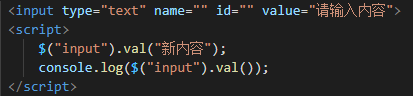 <input type="text" name="" id="" value="请输入内容">
<script>
$("input").val("新内容");
console.log($("input").val());
</script>